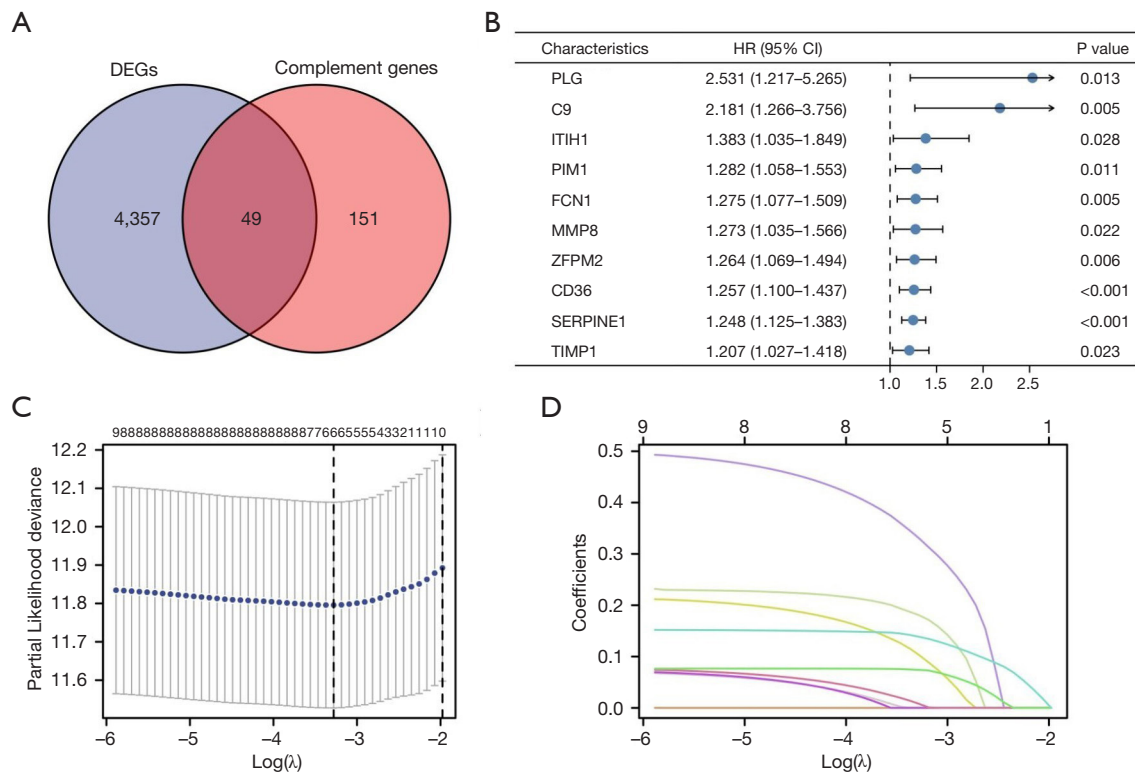 A
DEGs
Complement genes
4,357
49
151
B
Characteristics HR (95% CI) P value
PLG 2.531 (1.217–5.265) 0.013
C9 2.181 (1.266–3.756) 0.005
ITIH1 1.383 (1.035–1.849) 0.028
PIM1 1.282 (1.058–1.553) 0.011
FCN1 1.275 (1.077–1.509) 0.005
MMP8 1.273 (1.035–1.566) 0.022
ZFPM2 1.264 (1.069–1.494) 0.006
CD36 1.257 (1.100–1.437) <0.001
SERPINE1 1.248 (1.125–1.383) <0.001
TIMP1 1.207 (1.027–1.418) 0.023
1.0 1.5 2.0 2.5
C
12.2
12.1
12.0
11.9
11.8
11.7
11.6
Partial Likelihood deviance
−6 −5 −4 −3 −2
Log(λ)
D
9 8 8 5 1
0.5
0.4
0.3
0.2
0.1
0.0
Coefficients
−6 −5 −4 −3 −2
Log(λ)